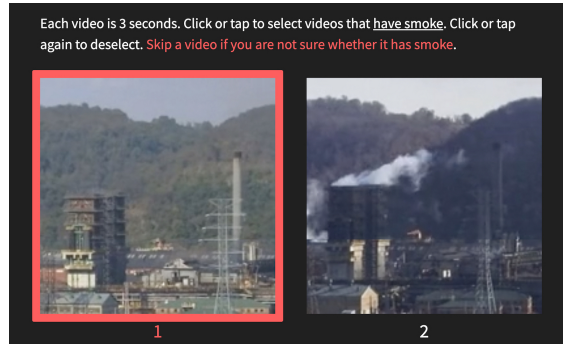 Each video is 3 seconds. Click or tap to select videos that have smoke. Click or tap
again to deselect. Skip a video if you are not sure whether it has smoke.
1
2